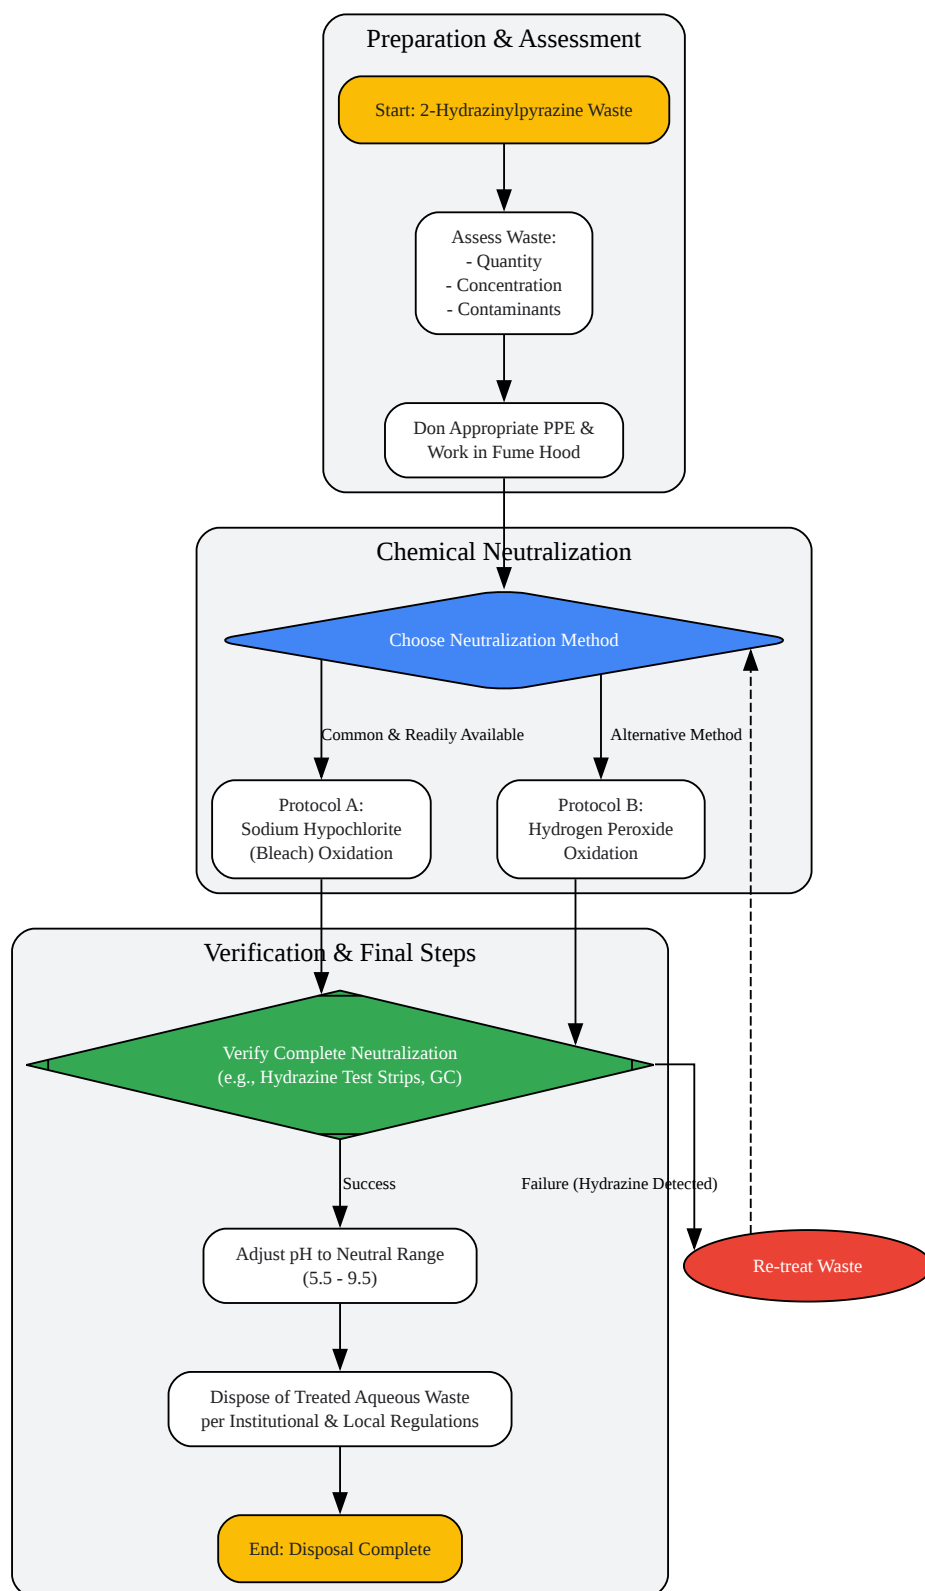 Preparation & Assessment
Start: 2-Hydrazinylpyrazine Waste
Assess Waste:
- Quantity
- Concentration
- Contaminants
Don Appropriate PPE &
Work in Fume Hood
Chemical Neutralization
Choose Neutralization Method
Common & Readily Available
Alternative Method
Protocol A:
Sodium Hypochlorite
(Bleach) Oxidation
Protocol B:
Hydrogen Peroxide
Oxidation
Verification & Final Steps
Verify Complete Neutralization
(e.g., Hydrazine Test Strips, GC)
Success
Failure (Hydrazine Detected)
Adjust pH to Neutral Range
(5.5 - 9.5)
Re-treat Waste
Dispose of Treated Aqueous Waste
per Institutional & Local Regulations
End: Disposal Complete